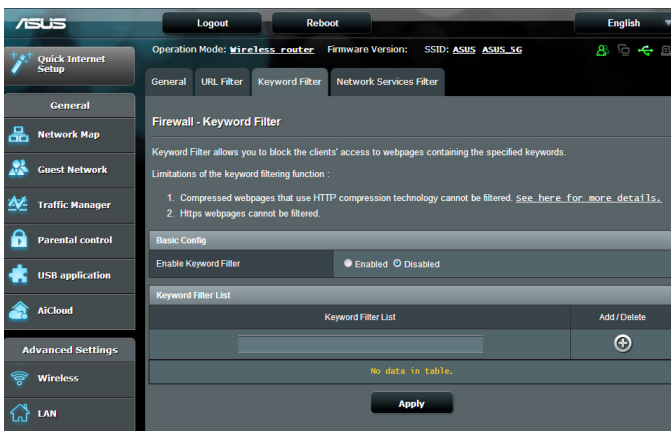 ASUS
Logout
Reboot
English
Quick Internet
Setup
Operation Mode: Wireless router Firmware Version: SSID: ASUS ASUS_5G
General
URL Filter
Keyword Filter
Network Services Filter
General
Network Map
Guest Network
Traffic Manager
Parental control
USB application
AiCloud
Advanced Settings
Wireless
LAN
Firewall - Keyword Filter
Keyword Filter allows you to block the clients' access to webpages containing the specified keywords.
Limitations of the keyword filtering function :
1. Compressed webpages that use HTTP compression technology cannot be filtered. See here for more details.
2. Https webpages cannot be filtered.
Basic Config
Enable Keyword Filter
Enabled Disabled
Keyword Filter List
Keyword Filter List
Add / Delete
No data in table.
Apply